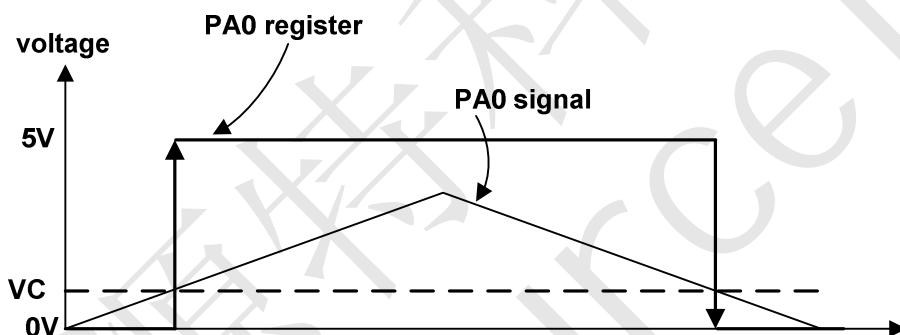 PA0 register
voltage
PA0 signal
5V
VC
0V